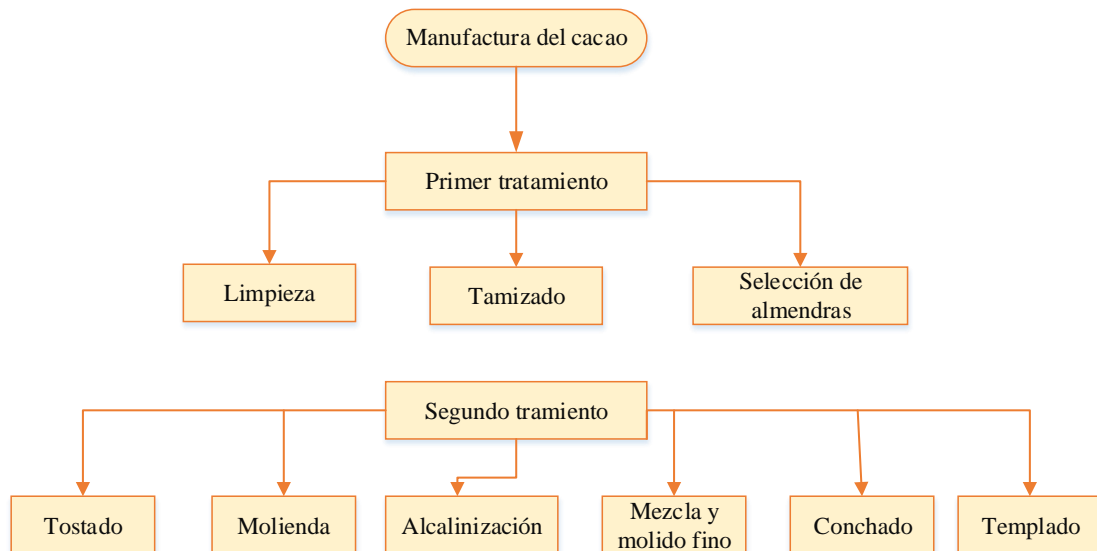 Manufactura del cacao
Primer tratamiento
Limpieza
Tamizado
Selección de
almendras
Segundo tramiento
Tostado
Molienda
Alcalinización
Mezcla y
molido fino
Conchado
Templado